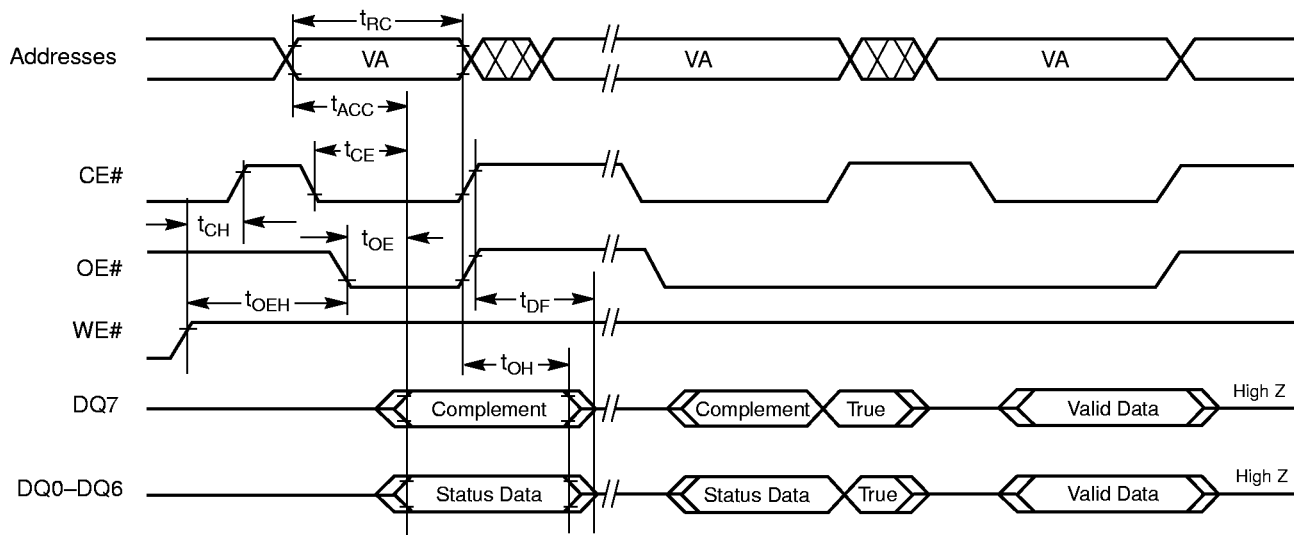 tRC
Addresses VA VA VA
tACC
tCE
CE#
tCH tOE
OE#
tOEH tDF
WE#
tOH
DQ7 Complement Complement True Valid Data High Z
DQ0–DQ6 Status Data Status Data True Valid Data High Z